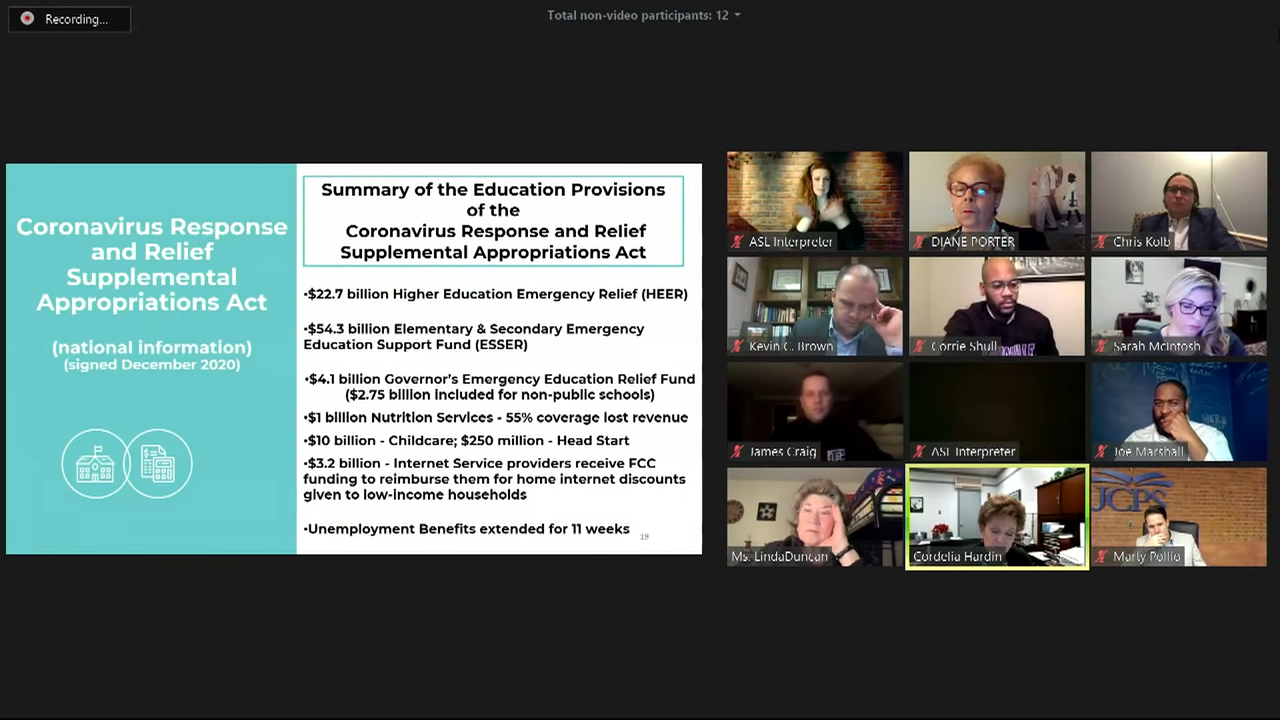 Recording...
Total non-video participants: 12
Coronavirus Response
and Relief
Supplemental
Appropriations Act
(national information)
(signed December 2020)
Summary of the Education Provisions
of the
Coronavirus Response and Relief
Supplemental Appropriations Act
•$22.7 billion Higher Education Emergency Relief (HEER)
•$54.3 billion Elementary & Secondary Emergency
Education Support Fund (ESSER)
•$4.1 billion Governor's Emergency Education Relief Fund
($2.75 billion included for non-public schools)
•$1 billion Nutrition Services - 55% coverage lost revenue
•$10 billion - Childcare; $250 million - Head Start
•$3.2 billion - Internet Service providers receive FCC
funding to reimburse them for home internet discounts
given to low-income households
•Unemployment Benefits extended for 11 weeks
19
ASL Interpreter
DIANE PORTER
Chris Kolb
Kevin C. Brown
Corrie Shull
Sarah McIntosh
James Craig
ASL Interpreter
Joe Marshall
Ms. LindaDuncan
Cordelia Hardin
JCPS
Marty Pollio